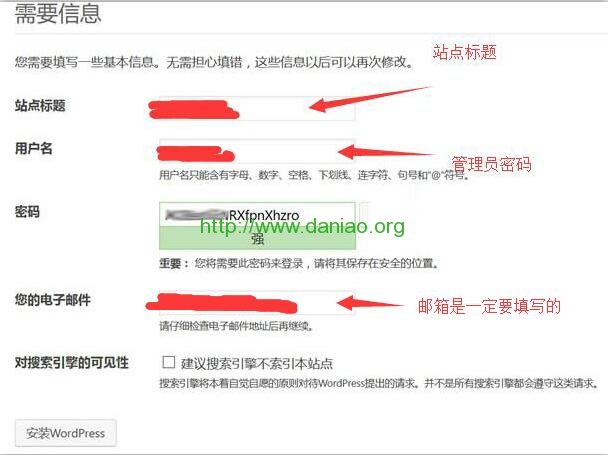 需要信息
您需要填写一些基本信息。无需担心填错，这些信息以后可以再次修改。
站点标题
站点标题
用户名
管理员密码
用户名只能含有字母、数字、空格、下划线、连字符、句号和“@”符号。
密码
RXfpnXhzro
http://www.daniao.org
强
重要： 您将需要此密码来登录，请将其保存在安全的位置。
您的电子邮件
邮箱是一定要填写的
请仔细检查电子邮件地址后再继续。
对搜索引擎的可见性
建议搜索引擎不索引本站点
搜索引擎将本着自觉自愿的原则对待WordPress提出的请求。并不是所有搜索引擎都会遵守这类请求。
安装WordPress